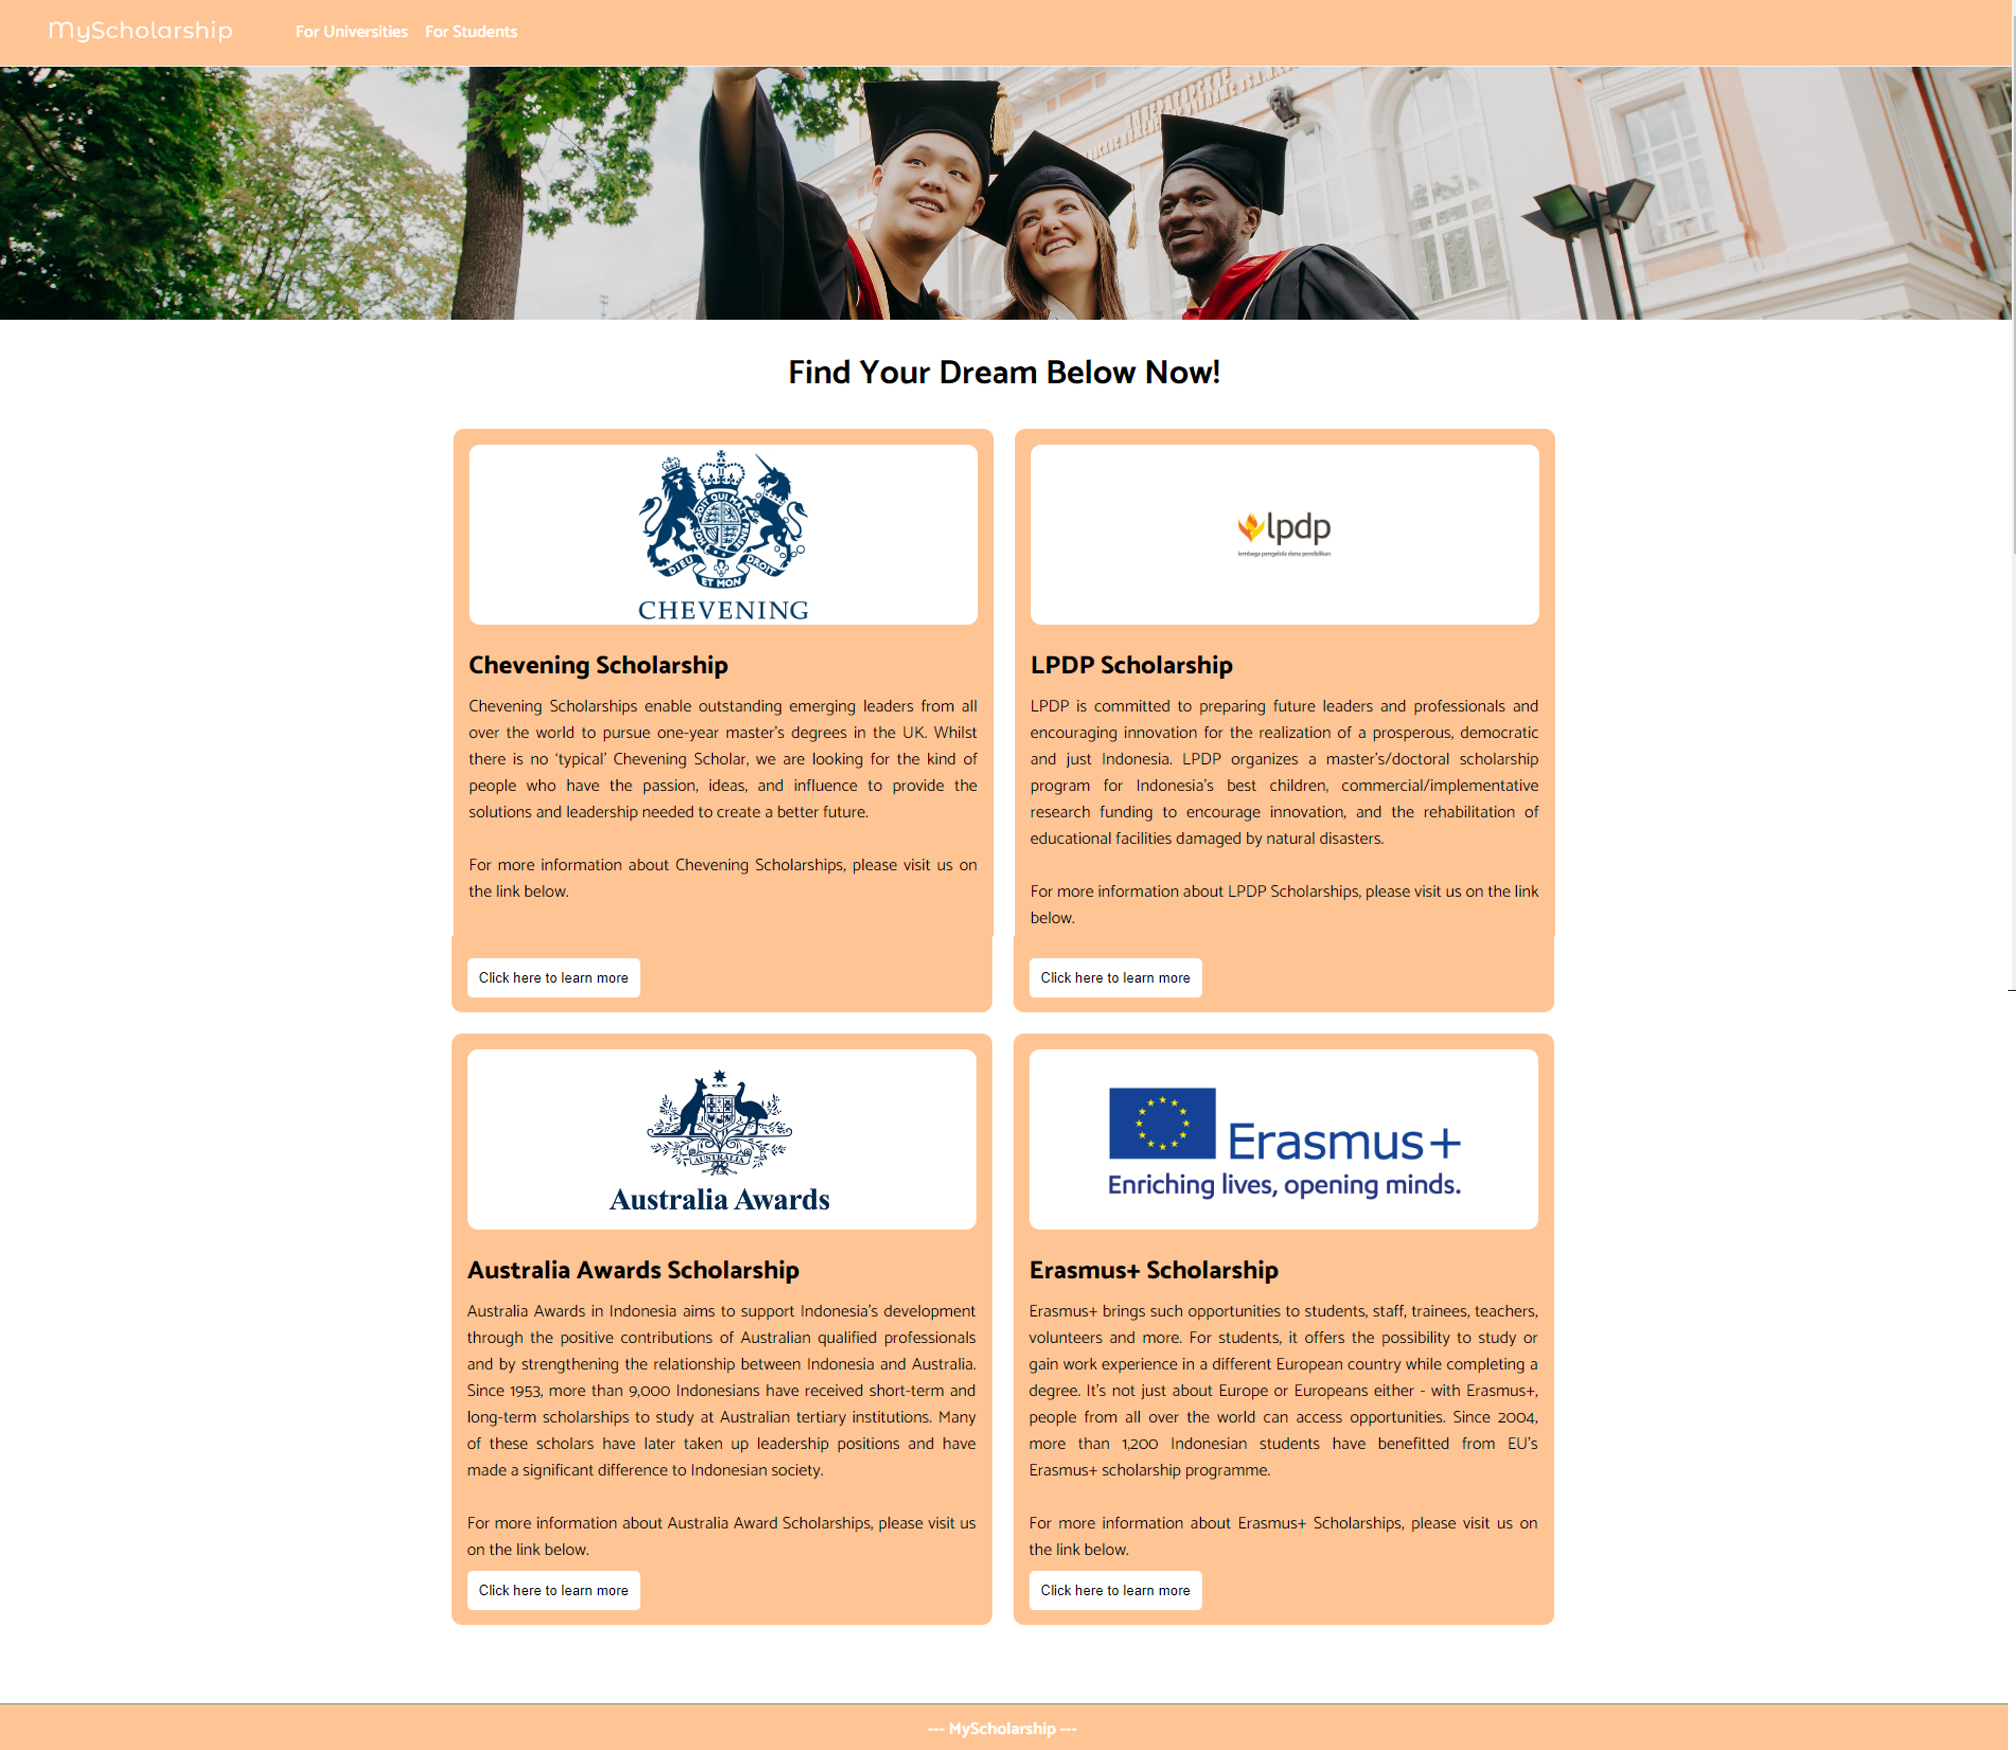 MyScholarship
For Universities For Students
Find Your Dream Below Now!
DIEU ET MON DROIT
CHEVENING
Chevening Scholarship
Chevening Scholarships enable outstanding emerging leaders from all
over the world to pursue one-year master's degrees in the UK. Whilst
there is no ‘typical’ Chevening Scholar, we are looking for the kind of
people who have the passion, ideas, and influence to provide the
solutions and leadership needed to create a better future.
For more information about Chevening Scholarships, please visit us on
the link below.
Click here to learn more
lpdp
lembaga pengelola dana pendidikan
LPDP Scholarship
LPDP is committed to preparing future leaders and professionals and
encouraging innovation for the realization of a prosperous, democratic
and just Indonesia. LPDP organizes a master's/doctoral scholarship
program for Indonesia's best children, commercial/implementative
research funding to encourage innovation, and the rehabilitation of
educational facilities damaged by natural disasters.
For more information about LPDP Scholarships, please visit us on the link
below.
Click here to learn more
AUSTRALIA
Australia Awards
Australia Awards Scholarship
Australia Awards in Indonesia aims to support Indonesia's development
through the positive contributions of Australian qualified professionals
and by strengthening the relationship between Indonesia and Australia.
Since 1953, more than 9,000 Indonesians have received short-term and
long-term scholarships to study at Australian tertiary institutions. Many
of these scholars have later taken up leadership positions and have
made a significant difference to Indonesian society.
For more information about Australia Award Scholarships, please visit us
on the link below.
Click here to learn more
Erasmus+
Enriching lives, opening minds.
Erasmus+ Scholarship
Erasmus+ brings such opportunities to students, staff, trainees, teachers,
volunteers and more. For students, it offers the possibility to study or
gain work experience in a different European country while completing a
degree. It's not just about Europe or Europeans either - with Erasmus+,
people from all over the world can access opportunities. Since 2004,
more than 1,200 Indonesian students have benefitted from EU's
Erasmus+ scholarship programme.
For more information about Erasmus+ Scholarships, please visit us on
the link below.
Click here to learn more
--- MyScholarship ---